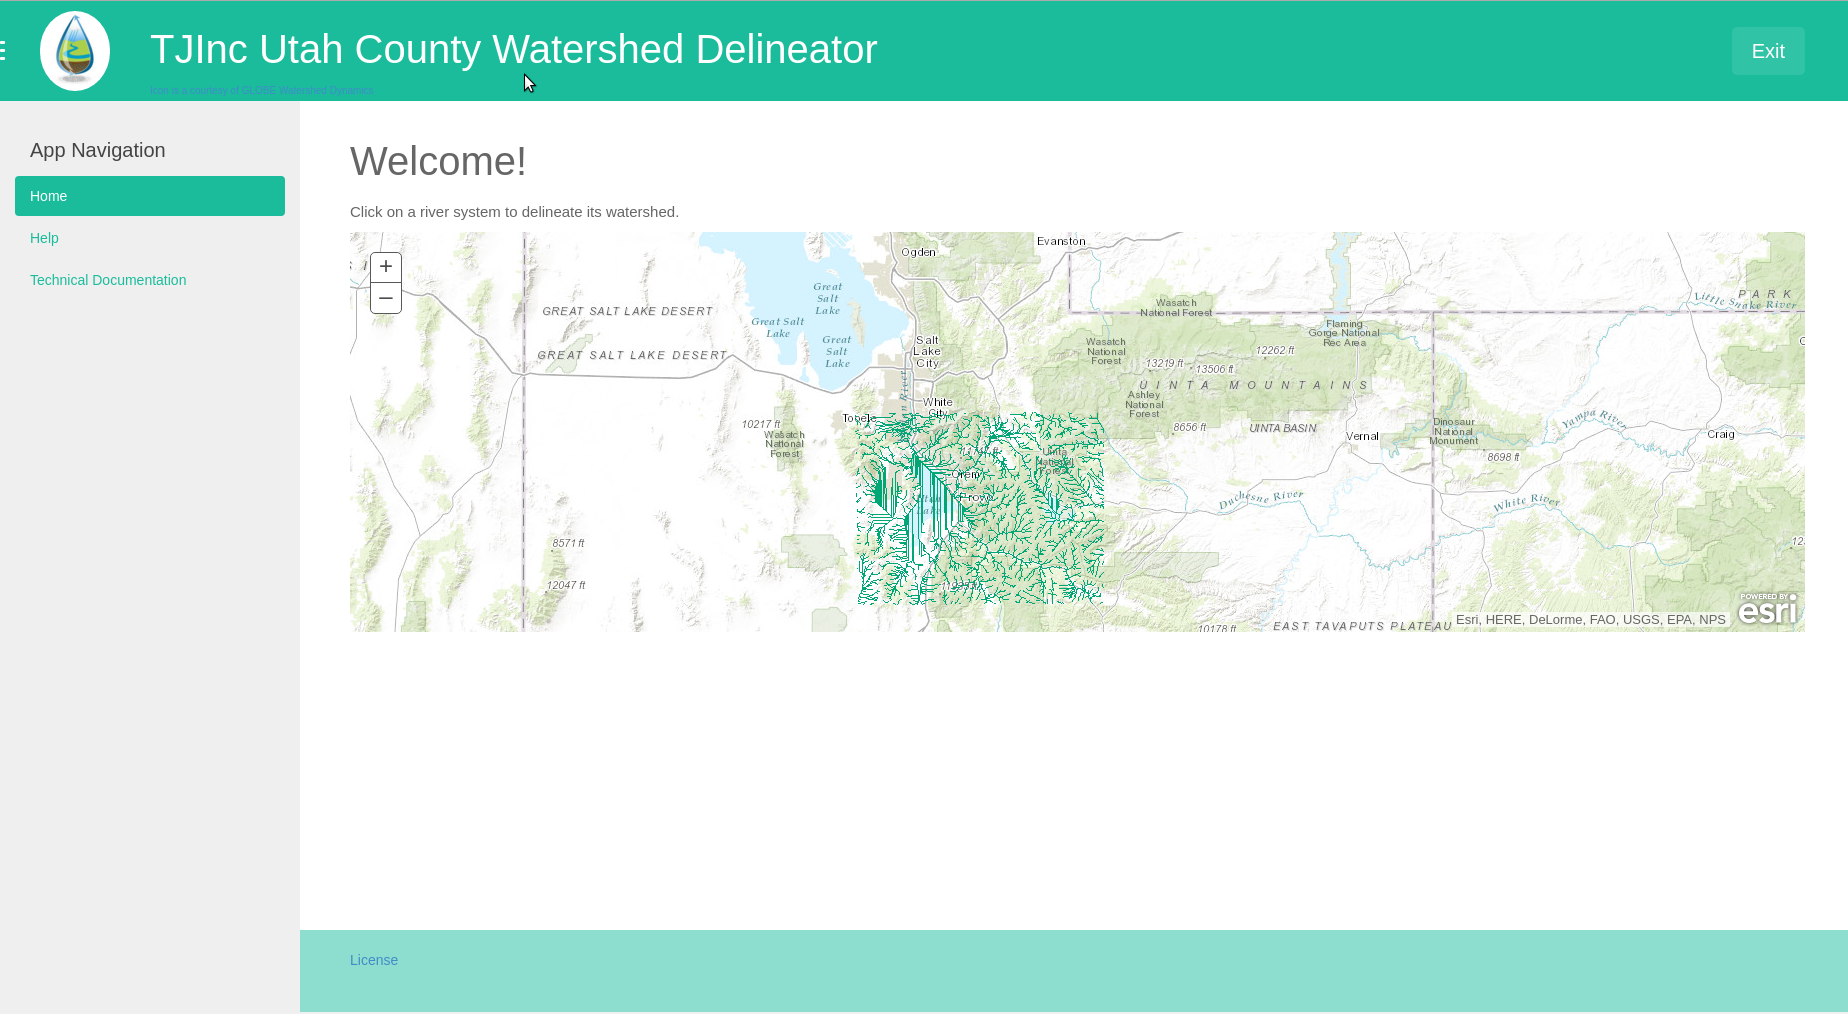 TJInc Utah County Watershed Delineator
Exit
Icon is a courtesy of GLOBE Watershed Dynamics
App Navigation
Home
Help
Technical Documentation
Welcome!
Click on a river system to delineate its watershed.
+
–
Ogden
Evanston
Great
Salt
Lake
Great Salt
Lake
Great
Salt
Lake
GREAT SALT LAKE DESERT
GREAT SALT LAKE DESERT
Salt
Lake
City
White
City
Tooele
Wasatch
National Forest
Wasatch
National
Forest
13219 ft
13506 ft
12262 ft
UINTA MOUNTAINS
Ashley
National
Forest
Flaming
Gorge National
Rec Area
PARK
Little Snake River
10217 ft
Wasatch
National
Forest
8656 ft
UINTA BASIN
Vernal
Dinosaur
National
Monument
Yampa River
Craig
8698 ft
Uinta
National
Forest
Orem
Provo
Utah
Lake
Duchesne River
White River
8571 ft
12047 ft
10178 ft
EAST TAVAPUTS PLATEAU
Esri, HERE, DeLorme, FAO, USGS, EPA, NPS
POWERED BY
esri
License